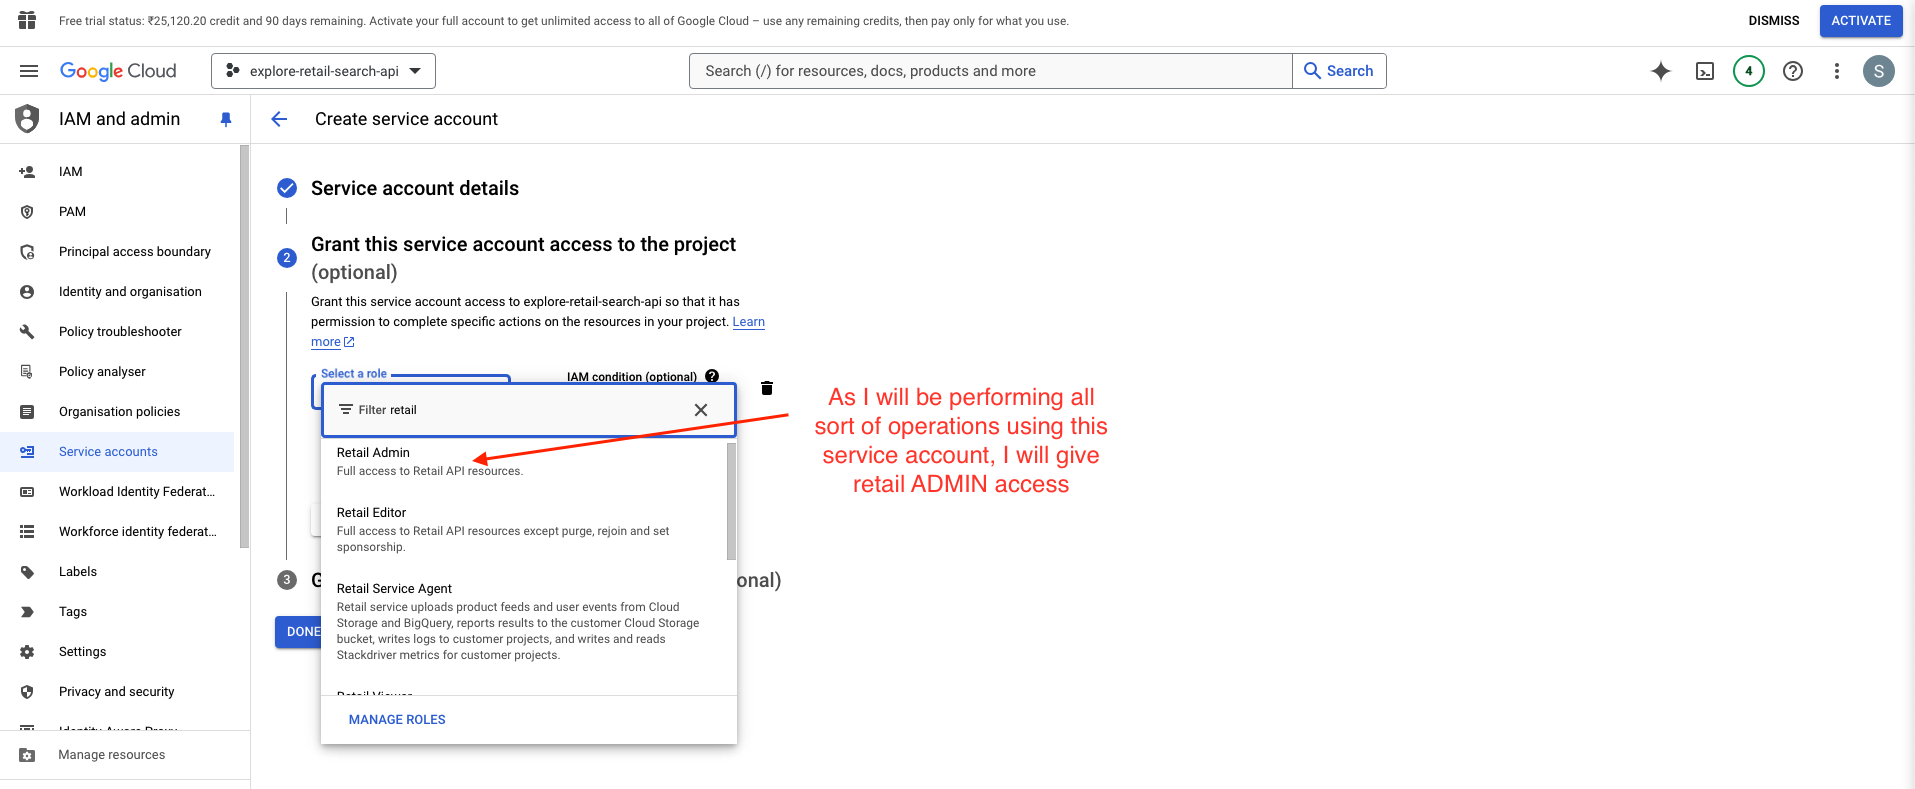 Free trial status: ₹25,120.20 credit and 90 days remaining. Activate your full account to get unlimited access to all of Google Cloud – use any remaining credits, then pay only for what you use.
DISMISS
ACTIVATE
Google Cloud
explore-retail-search-api
Search (/) for resources, docs, products and more
Search
4
S
IAM and admin
Create service account
IAM
PAM
Principal access boundary
Identity and organisation
Policy troubleshooter
Policy analyser
Organisation policies
Service accounts
Workload Identity Federat...
Workforce identity federat...
Labels
Tags
Settings
Privacy and security
Identity-Aware Proxy
Manage resources
Service account details
2
Grant this service account access to the project
(optional)
Grant this service account access to explore-retail-search-api so that it has
permission to complete specific actions on the resources in your project. Learn
more
Select a role
IAM condition (optional)
Filter retail
Retail Admin
Full access to Retail API resources.
Retail Editor
Full access to Retail API resources except purge, rejoin and set
sponsorship.
Retail Service Agent
Retail service uploads product feeds and user events from Cloud
Storage and BigQuery, reports results to the customer Cloud Storage
bucket, writes logs to customer projects, and writes and reads
Stackdriver metrics for customer projects.
Retail Viewer
MANAGE ROLES
3
G
onal)
DONE
As I will be performing all
sort of operations using this
service account, I will give
retail ADMIN access